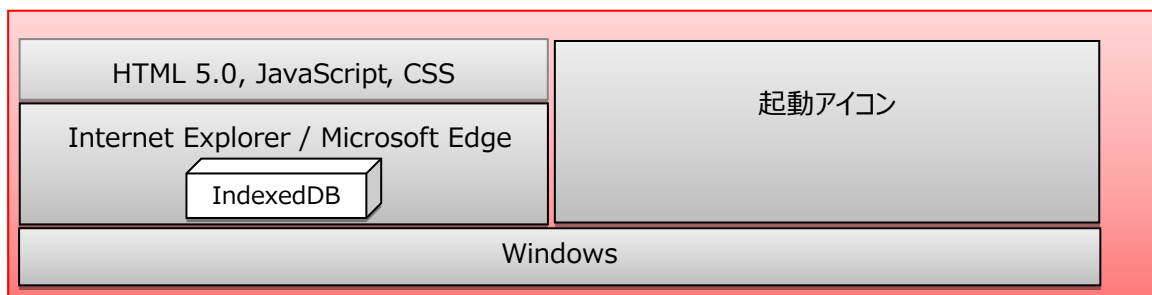 HTML 5.0, JavaScript, CSS
起動アイコン
Internet Explorer / Microsoft Edge
IndexedDB
Windows